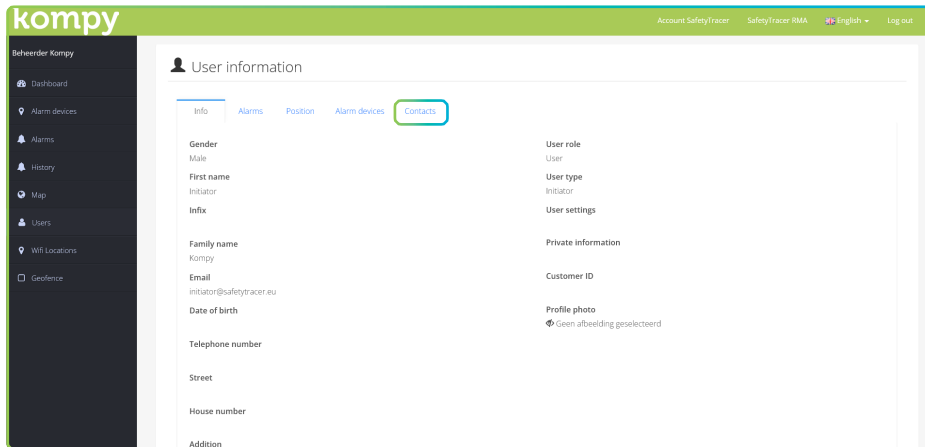 kompy
Account SafetyTracer SafetyTracer RMA English Log out
Beheerder Kompy
Dashboard
Alarm devices
Alarms
History
Map
Users
Wifi Locations
Geofence
User information
Info Alarms Position Alarm devices Contacts
Gender
Male
First name
Initiator
Infix
Family name
Kompy
Email
initiator@safetytracer.eu
Date of birth
Telephone number
Street
House number
Addition
User role
User
User type
Initiator
User settings
Private information
Customer ID
Profile photo
Geen afbeelding geselecteerd